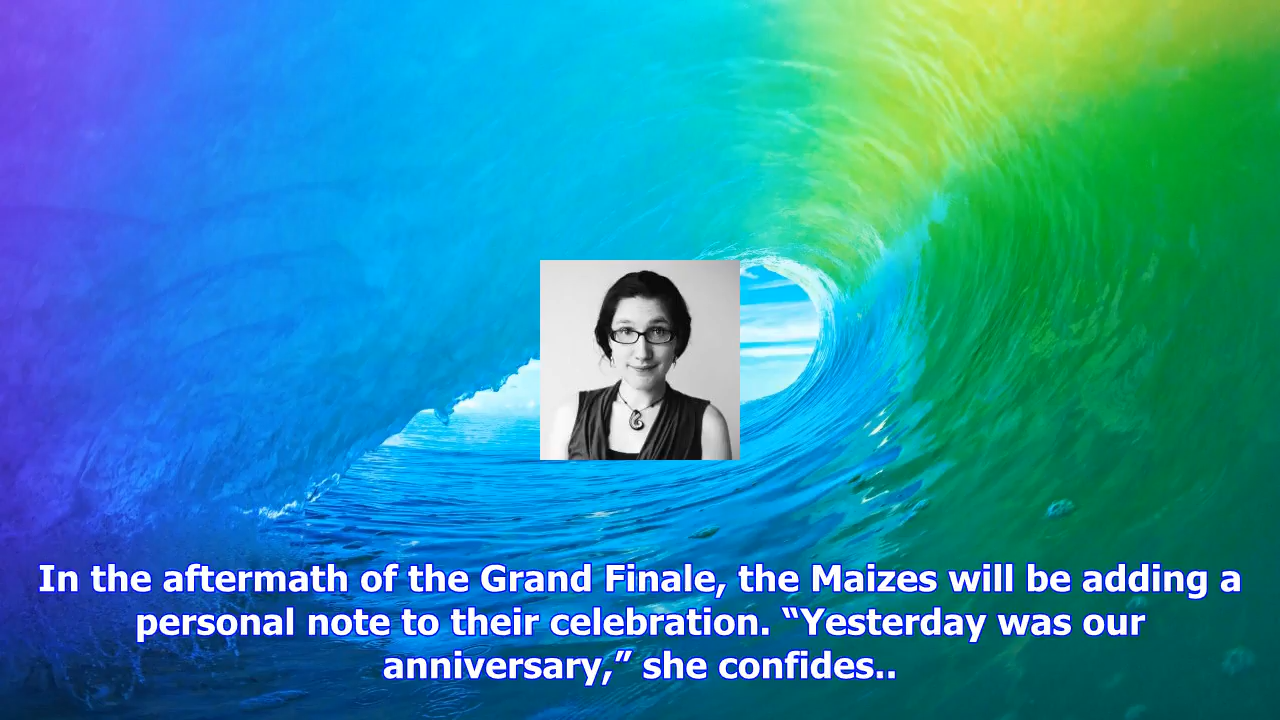 In the aftermath of the Grand Finale, the Maizes will be adding a
personal note to their celebration. “Yesterday was our
anniversary,” she confides..